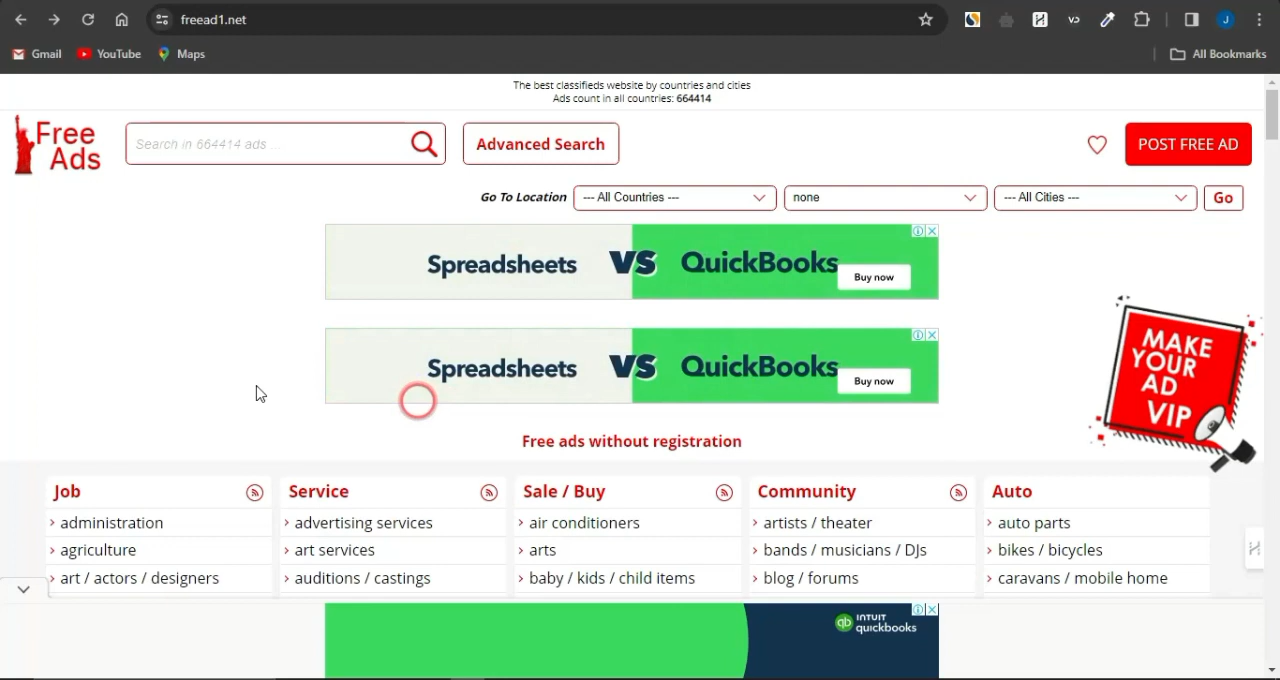 freead1.net
Gmail
YouTube
Maps
All Bookmarks
J
The best classifieds website by countries and cities
Ads count in all countries: 664414
Free Ads
Search in 664414 ads ...
Advanced Search
POST FREE AD
Go To Location
--- All Countries ---
none
--- All Cities ---
Go
Spreadsheets VS QuickBooks
Buy now
Spreadsheets VS QuickBooks
Buy now
MAKE
YOUR
AD
VIP
Free ads without registration
Job
Service
Sale / Buy
Community
Auto
administration
advertising services
air conditioners
artists / theater
auto parts
agriculture
art services
arts
bands / musicians / DJs
bikes / bicycles
art / actors / designers
auditions / castings
baby / kids / child items
blog / forums
caravans / mobile home
qb INTUIT
quickbooks